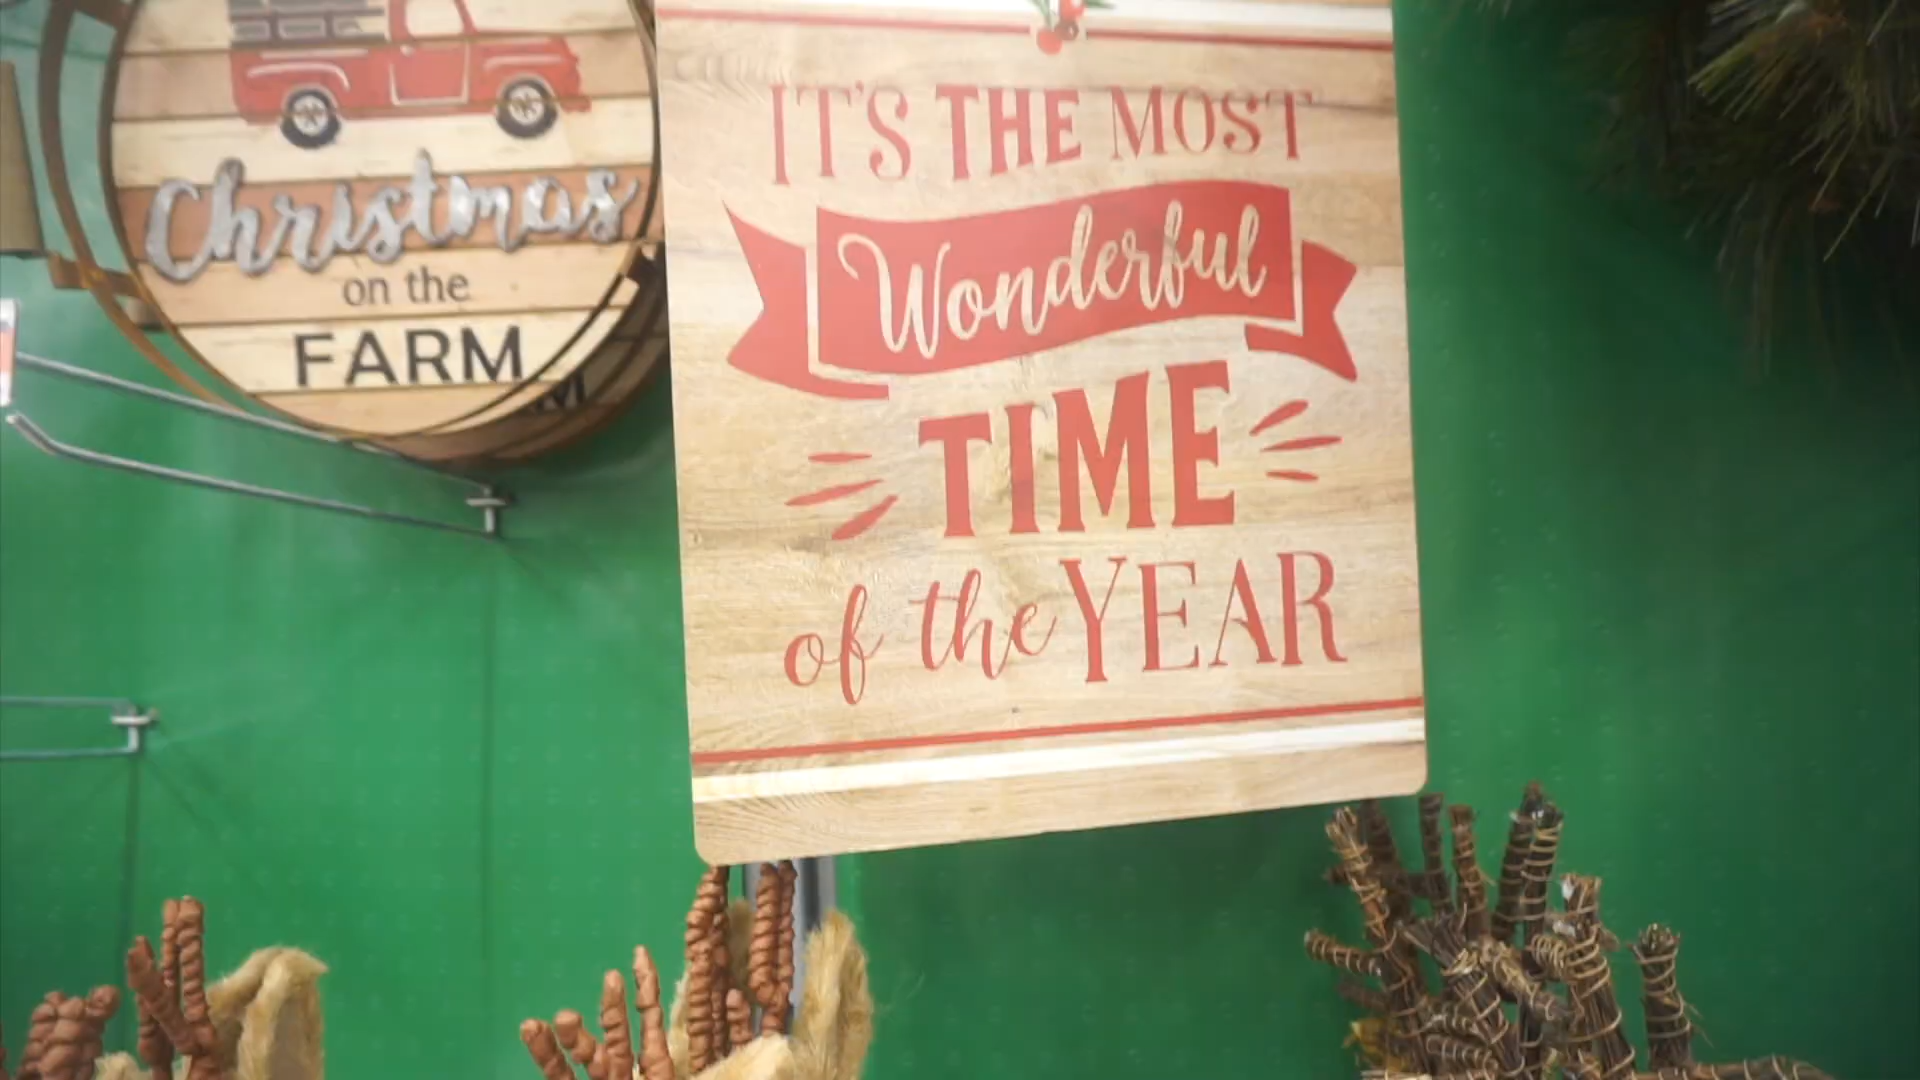 Christmas
on the
FARM
IT'S THE MOST
Wonderful
TIME
of the YEAR